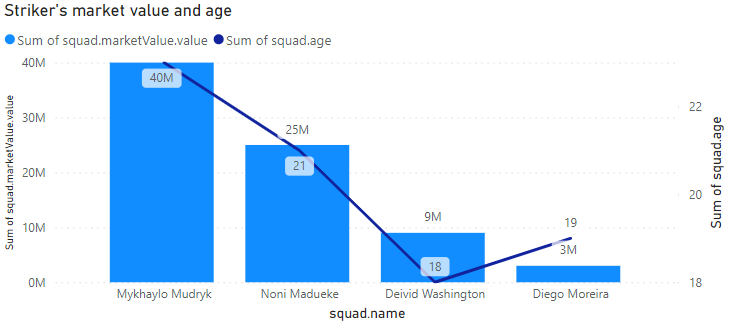 Striker's market value and age
Sum of squad.marketValue.value Sum of squad.age
40M
30M
20M
10M
0M
Sum of squad.marketValue.value
40M
25M
21
9M
18
19
3M
22
20
18
Sum of squad.age
Mykhaylo Mudryk Noni Madueke Deivid Washington Diego Moreira
squad.name